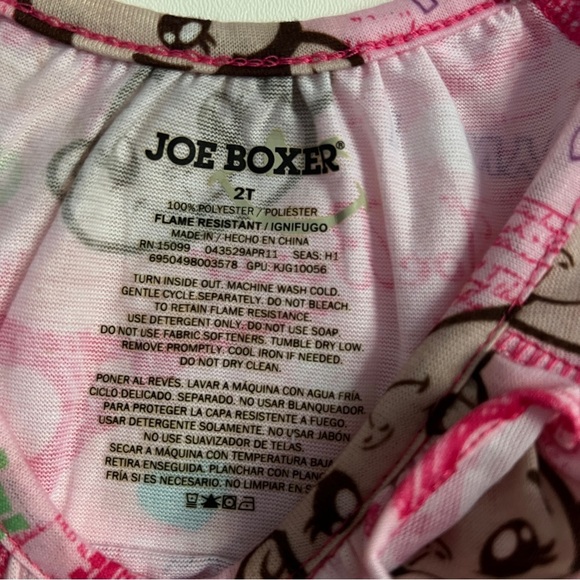 JOE BOXER®
2T
100% POLYESTER / POLIÉSTER
FLAME RESISTANT / IGNIFUGO
MADE IN / HECHO EN CHINA
RN 15099 043529APR11 SEAS: H1
6950498003578 GPU: KJG10056
TURN INSIDE OUT. MACHINE WASH COLD.
GENTLE CYCLE.SEPARATELY. DO NOT BLEACH.
TO RETAIN FLAME RESISTANCE.
USE DETERGENT ONLY. DO NOT USE SOAP.
DO NOT USE FABRIC SOFTENERS. TUMBLE DRY LOW.
REMOVE PROMPTLY. COOL IRON IF NEEDED.
DO NOT DRY CLEAN.
PONER AL REVÉS. LAVAR A MÁQUINA CON AGUA FRÍA.
CICLO DELICADO. SEPARADO. NO USAR BLANQUEADOR.
PARA PROTEGER LA CAPA RESISTENTE A FUEGO.
USAR DETERGENTE SOLAMENTE. NO USAR JABÓN
NO USE SUAVIZADOR DE TELAS.
SECAR A MÁQUINA CON TEMPERATURA BAJA
RETIRA ENSEGUIDA. PLANCHAR CON
FRÍA SI ES NECESARIO. NO LIMPIAR EN